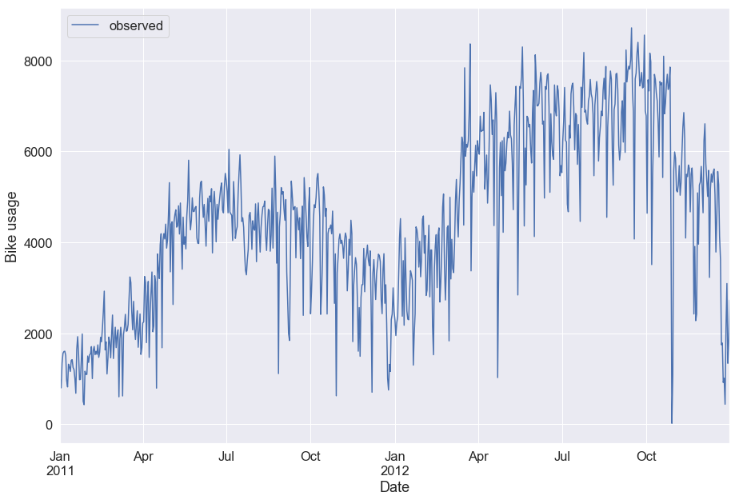 observed
Bike usage
8000
6000
4000
2000
0
Jan
2011
Apr
Jul
Oct
Jan
2012
Apr
Jul
Oct
Date